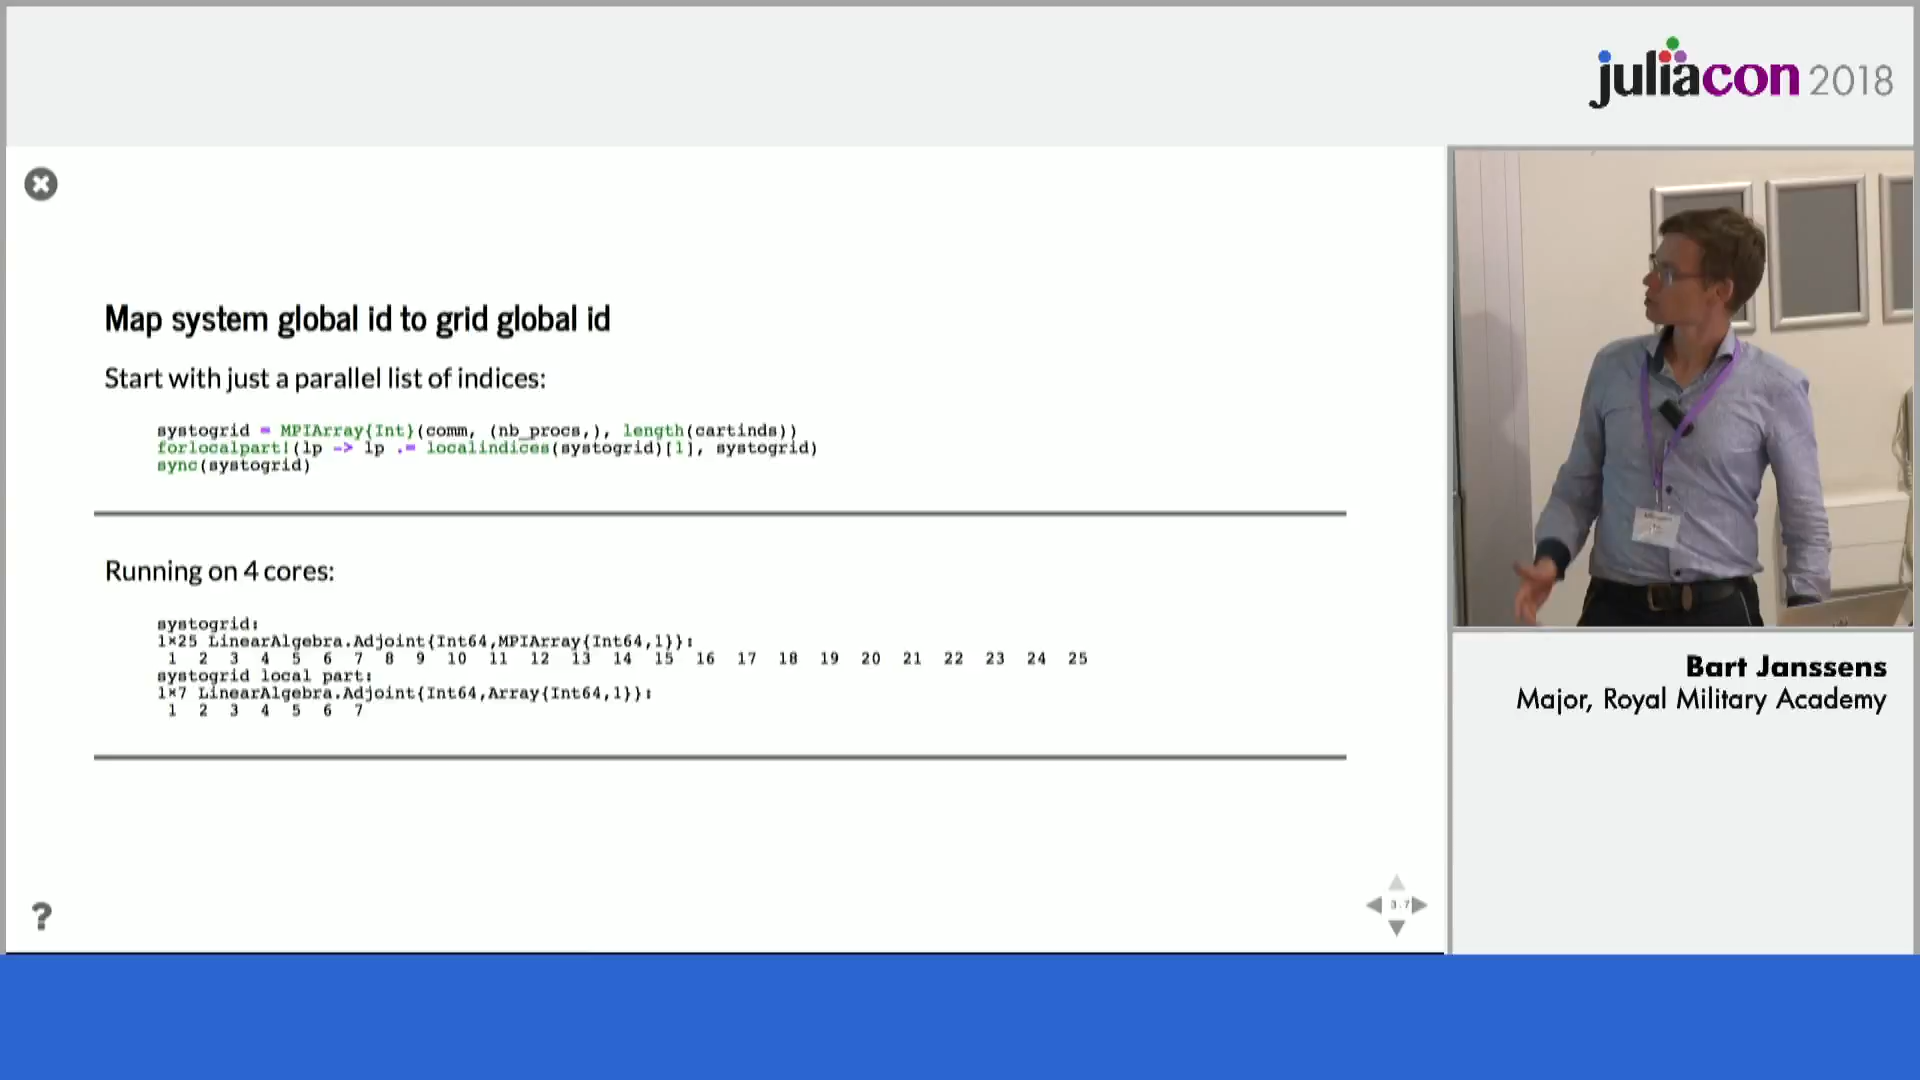 juliacon 2018
Map system global id to grid global id
Start with just a parallel list of indices:
systogrid = MPIArray{Int}(comm, (nb_procs,), length(cartinds))
forlocalpart!(lp -> lp .= localindices(systogrid)[1], systogrid)
sync(systogrid)
Running on 4 cores:
systogrid:
1×25 LinearAlgebra.Adjoint{Int64,MPIArray{Int64,1}}:
1 2 3 4 5 6 7 8 9 10 11 12 13 14 15 16 17 18 19 20 21 22 23 24 25
systogrid local part:
1×7 LinearAlgebra.Adjoint{Int64,Array{Int64,1}}:
1 2 3 4 5 6 7
?
3.7
Bart Janssens
Major, Royal Military Academy